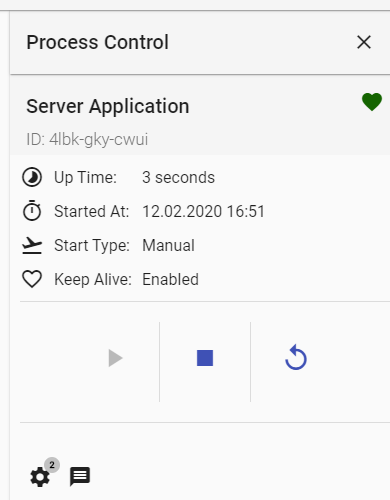 Process Control
Server Application
ID: 4lbk-gky-cwui
Up Time: 3 seconds
Started At: 12.02.2020 16:51
Start Type: Manual
Keep Alive: Enabled
2